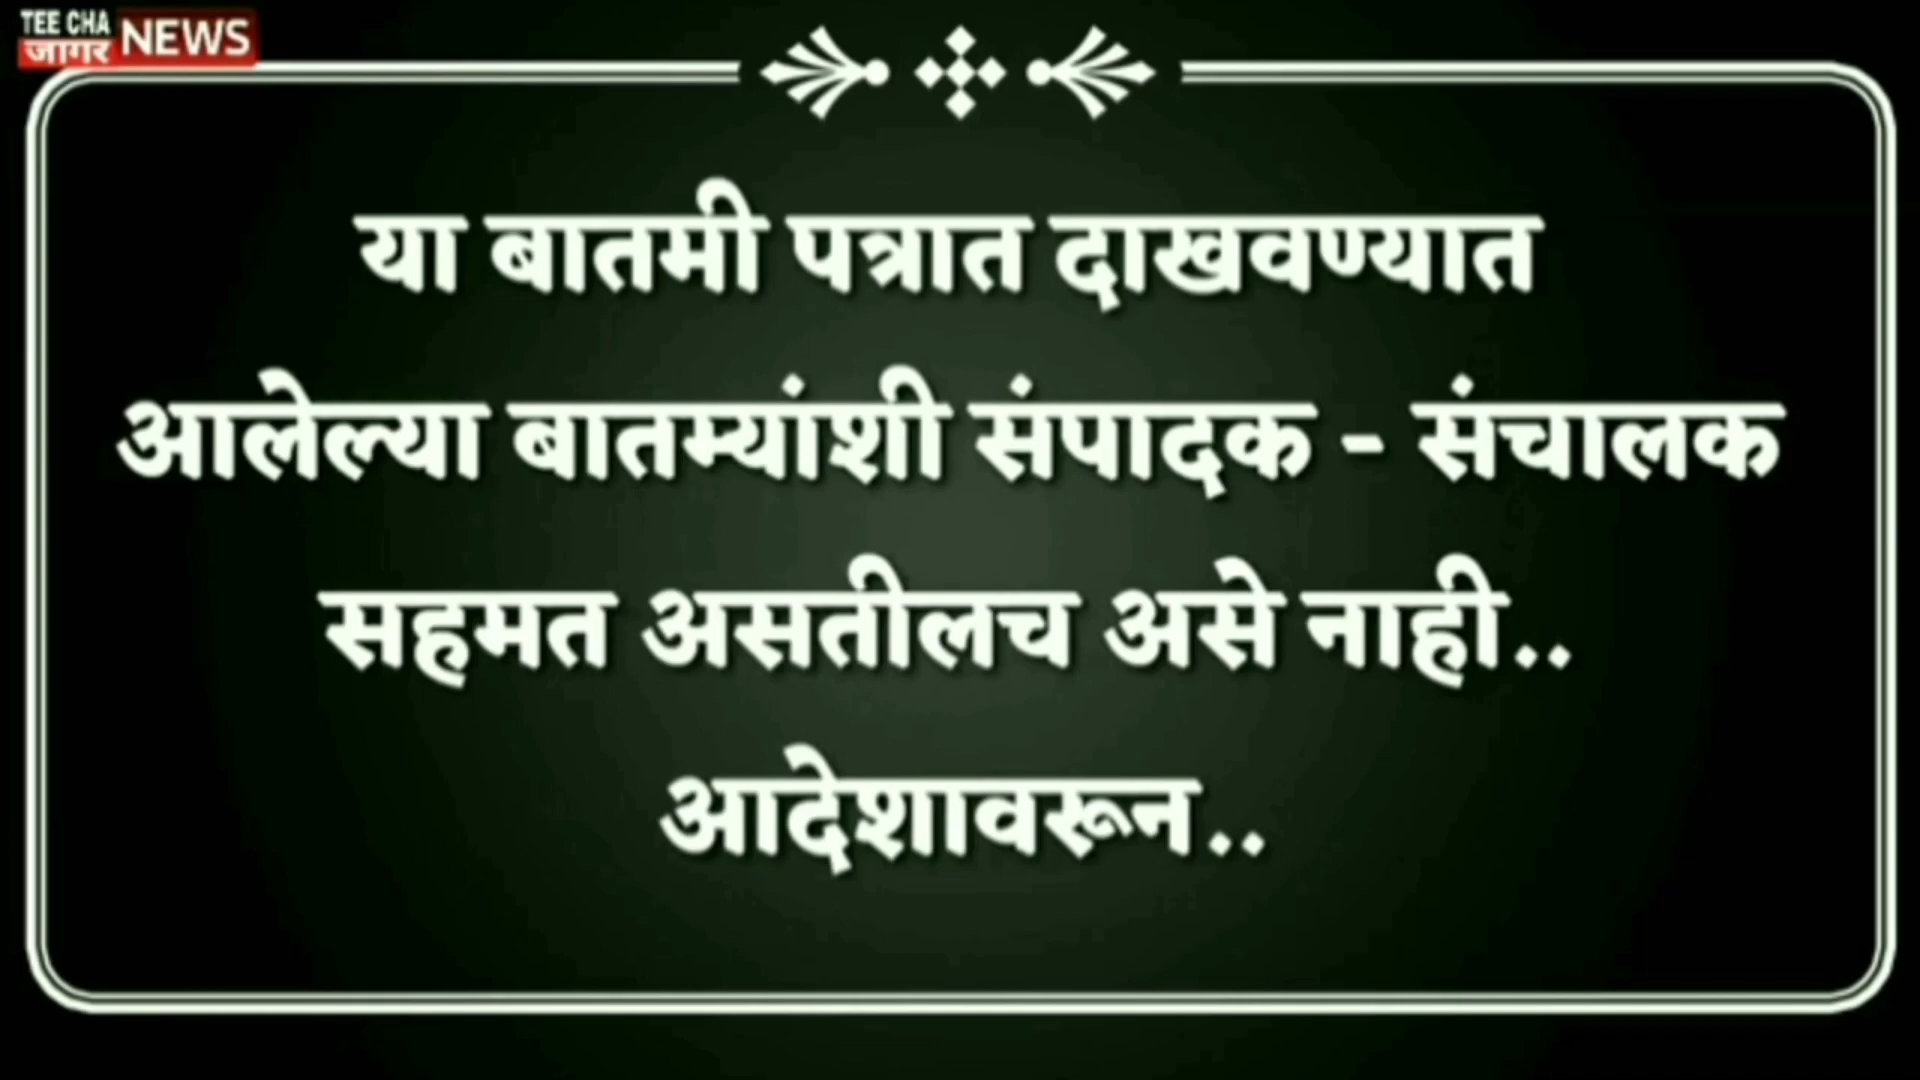 TEE CHA
जागर NEWS
या बातमी पत्रात दाखवण्यात
आलेल्या बातम्यांशी संपादक - संचालक
सहमत असतीलच असे नाही..
आदेशावरून..